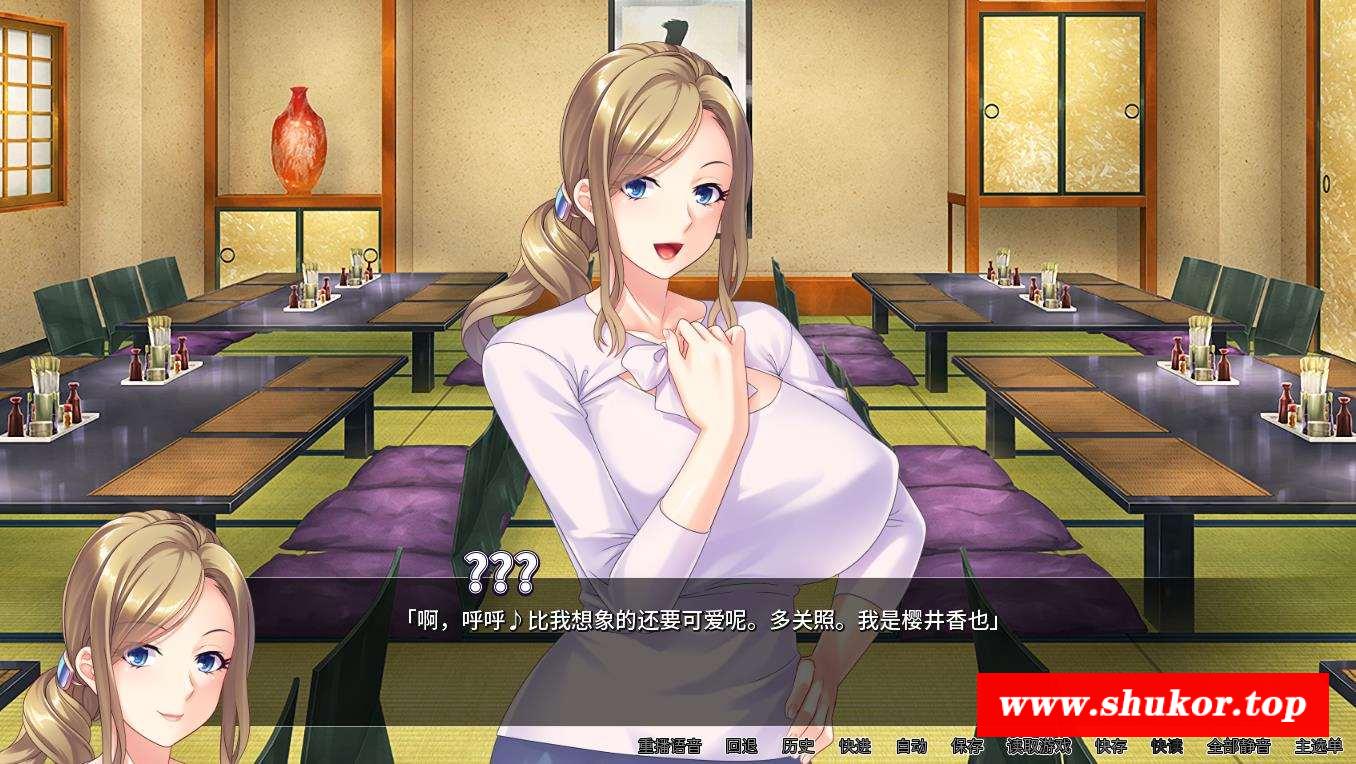 ???
「啊，呼呼♪比我想象的还要可爱呢。多关照。我是樱井香也」
www.shukor.top
重播语音 回退 历史 快进 自动 保存 读取游戏 快存 快读 全部静音 主选单